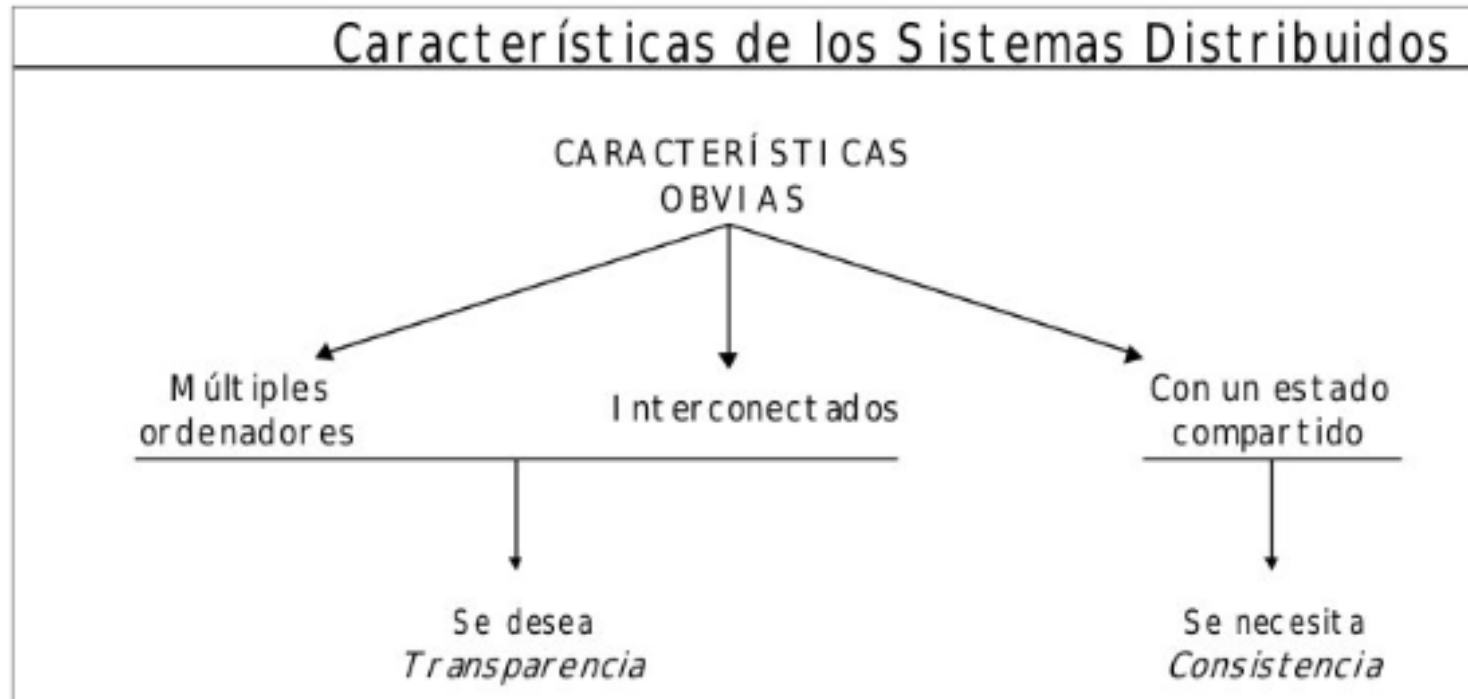 Características de los Sistemas Distribuidos
CARACTERÍSTICAS
OBVIAS
Múltiples
ordenadores
Interconectados
Con un estado
compartido
Se desea
Transparencia
Se necesita
Consistencia